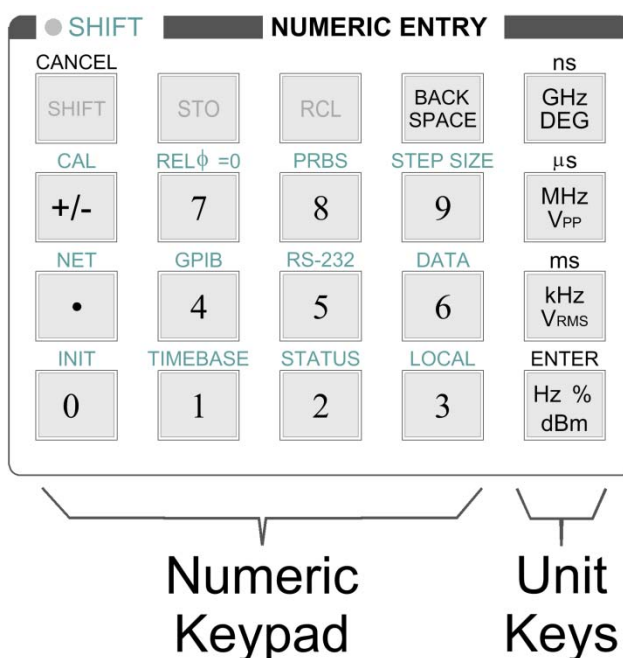 SHIFT NUMERIC ENTRY
CANCEL ns
SHIFT STO RCL BACK SPACE GHz DEG
CAL RELϕ =0 PRBS STEP SIZE μs
+/- 7 8 9 MHz VPP
NET GPIB RS-232 DATA ms
• 4 5 6 kHz VRMS
INIT TIMEBASE STATUS LOCAL ENTER
0 1 2 3 Hz % dBm
Numeric Unit
Keypad Keys